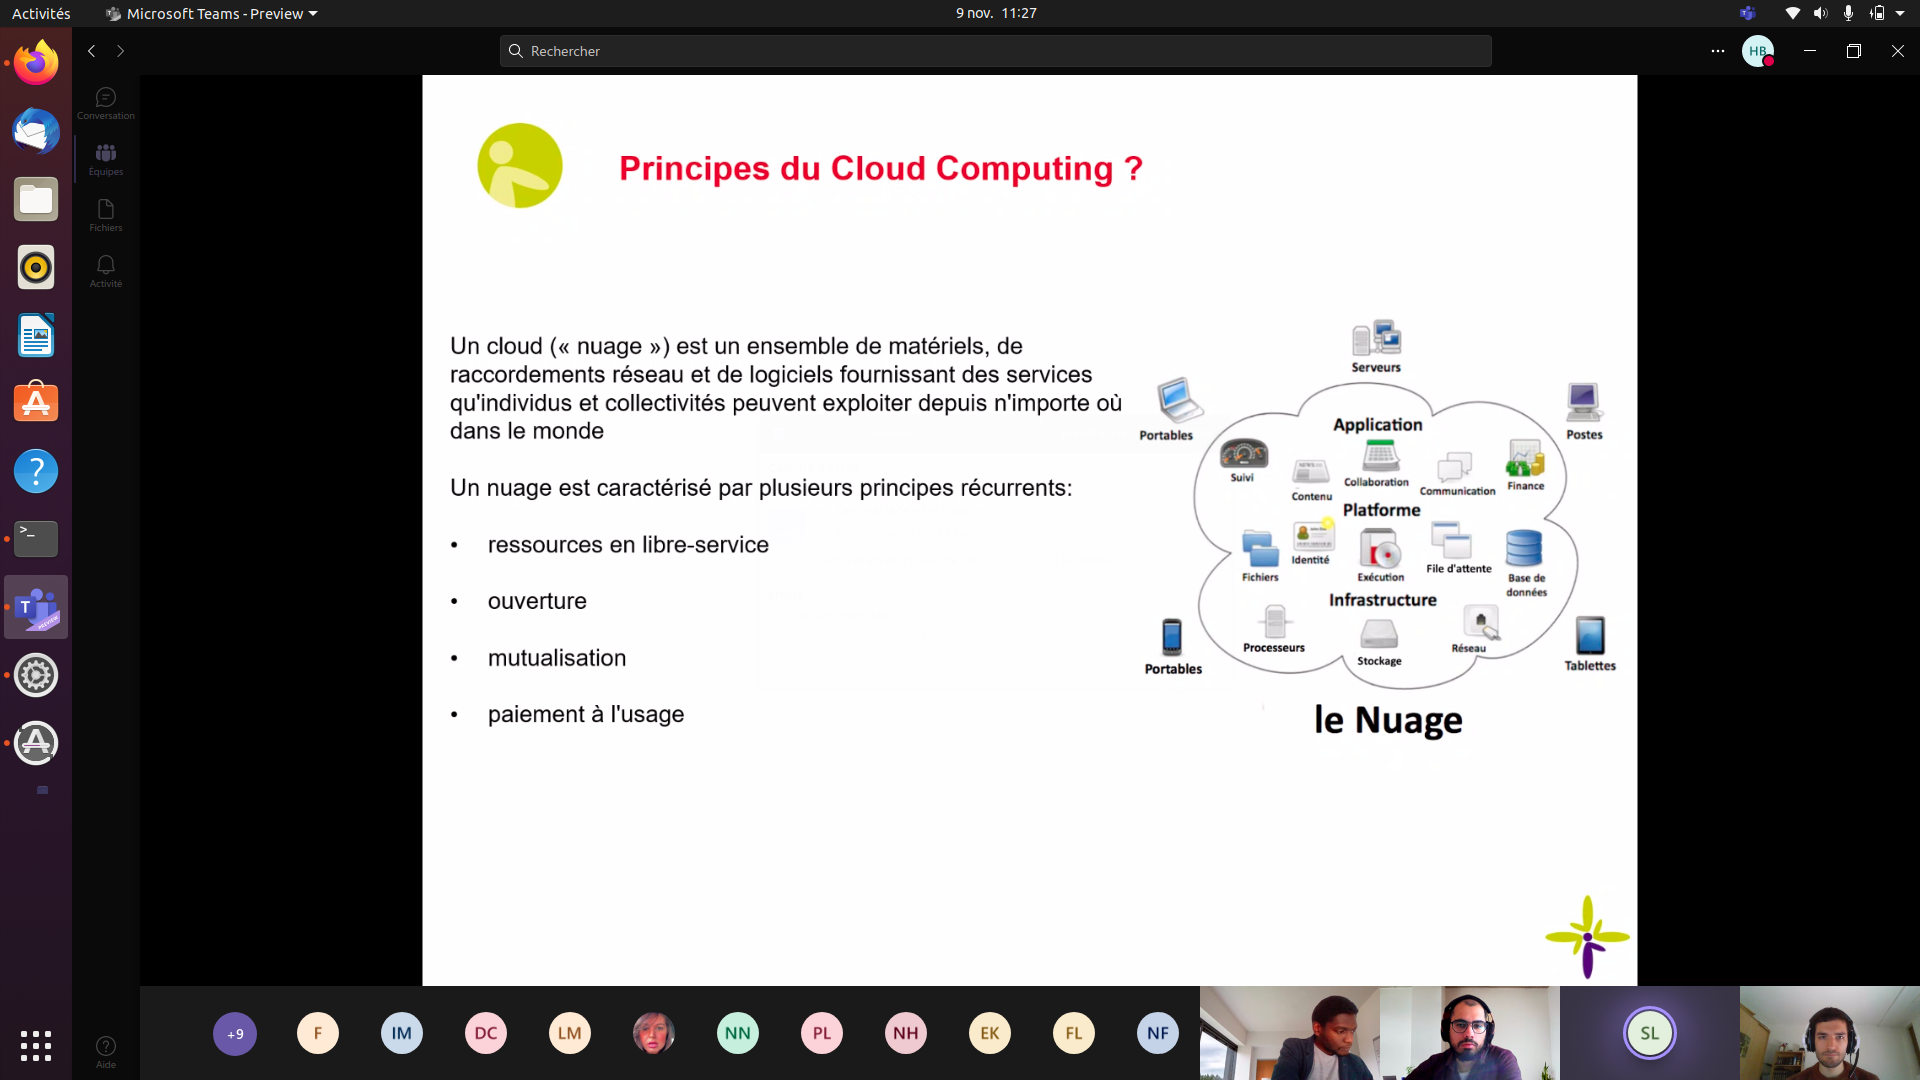 Activités
Microsoft Teams - Preview
9 nov. 11:27
Rechercher
HB
Conversation
Équipes
Fichiers
Activité
Aide
Principes du Cloud Computing ?
Un cloud (« nuage ») est un ensemble de matériels, de
raccordements réseau et de logiciels fournissant des services
qu'individus et collectivités peuvent exploiter depuis n'importe où
dans le monde
Un nuage est caractérisé par plusieurs principes récurrents:
• ressources en libre-service
• ouverture
• mutualisation
• paiement à l'usage
Serveurs
Portables
Postes
Application
Suivi
Contenu
Collaboration
Communication
Finance
Platforme
Fichiers
Identité
Exécution
File d'attente
Base de
données
Infrastructure
Processeurs
Stockage
Réseau
Portables
Tablettes
le Nuage
+9
F
IM
DC
LM
NN
PL
NH
EK
FL
NF
SL